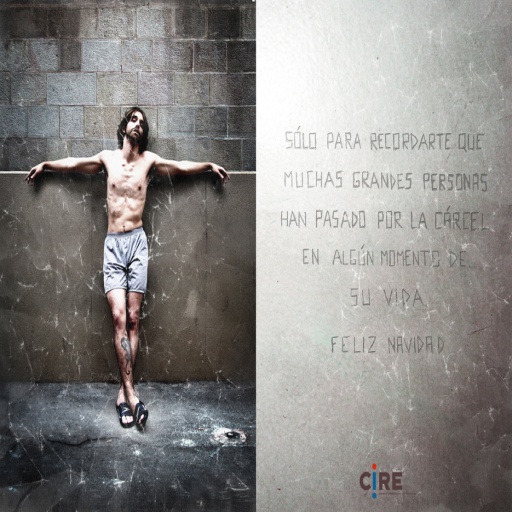 SÓLO PARA RECORDARTE QUE
MUCHAS GRANDES PERSONAS
HAN PASADO POR LA CÁRCEL
EN ALGÚN MOMENTO DE
SU VIDA
FELIZ NAVIDAD
CiRE